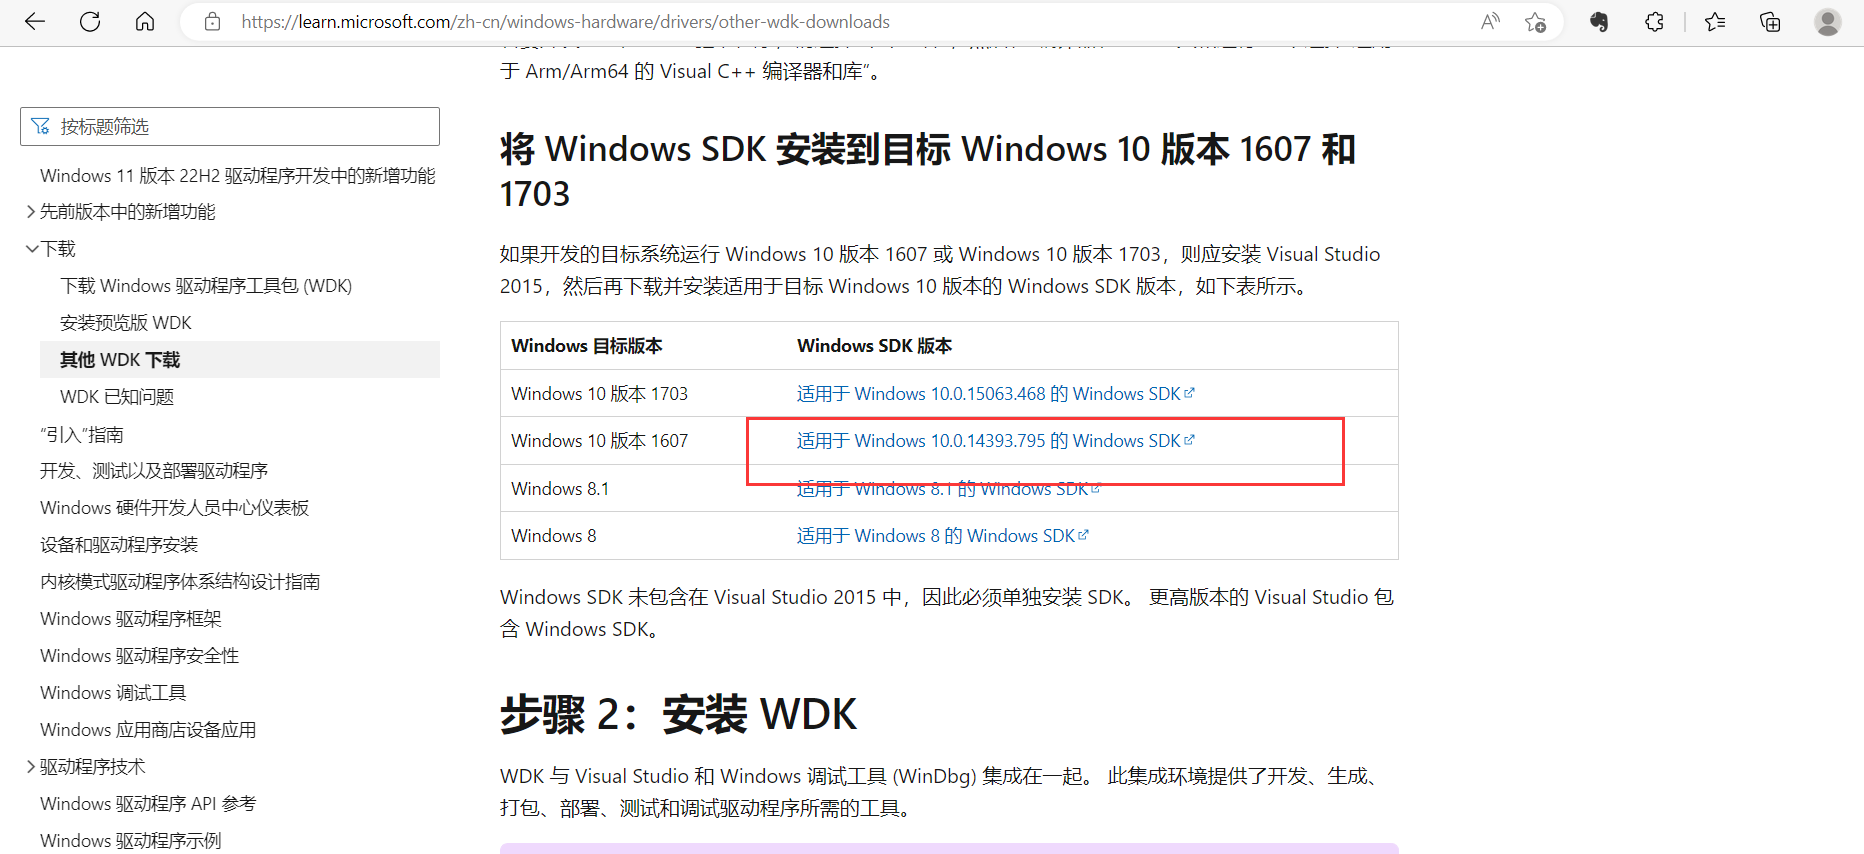 https://learn.microsoft.com/zh-cn/windows-hardware/drivers/other-wdk-downloads
按标题筛选
Windows 11 版本 22H2 驱动程序开发中的新增功能
先前版本中的新增功能
下载
下载 Windows 驱动程序工具包 (WDK)
安装预览版 WDK
其他 WDK 下载
WDK 已知问题
“引入”指南
开发、测试以及部署驱动程序
Windows 硬件开发人员中心仪表板
设备和驱动程序安装
内核模式驱动程序体系结构设计指南
Windows 驱动程序框架
Windows 驱动程序安全性
Windows 调试工具
Windows 应用商店设备应用
驱动程序技术
Windows 驱动程序 API 参考
Windows 驱动程序示例
于 Arm/Arm64 的 Visual C++ 编译器和库”。
将 Windows SDK 安装到目标 Windows 10 版本 1607 和
1703
如果开发的目标系统运行 Windows 10 版本 1607 或 Windows 10 版本 1703，则应安装 Visual Studio
2015，然后再下载并安装适用于目标 Windows 10 版本的 Windows SDK 版本，如下表所示。
Windows 目标版本 Windows SDK 版本
Windows 10 版本 1703 适用于 Windows 10.0.15063.468 的 Windows SDK
Windows 10 版本 1607 适用于 Windows 10.0.14393.795 的 Windows SDK
Windows 8.1 适用于 Windows 8.1 的 Windows SDK
Windows 8 适用于 Windows 8 的 Windows SDK
Windows SDK 未包含在 Visual Studio 2015 中，因此必须单独安装 SDK。 更高版本的 Visual Studio 包
含 Windows SDK。
步骤 2：安装 WDK
WDK 与 Visual Studio 和 Windows 调试工具 (WinDbg) 集成在一起。 此集成环境提供了开发、生成、
打包、部署、测试和调试驱动程序所需的工具。